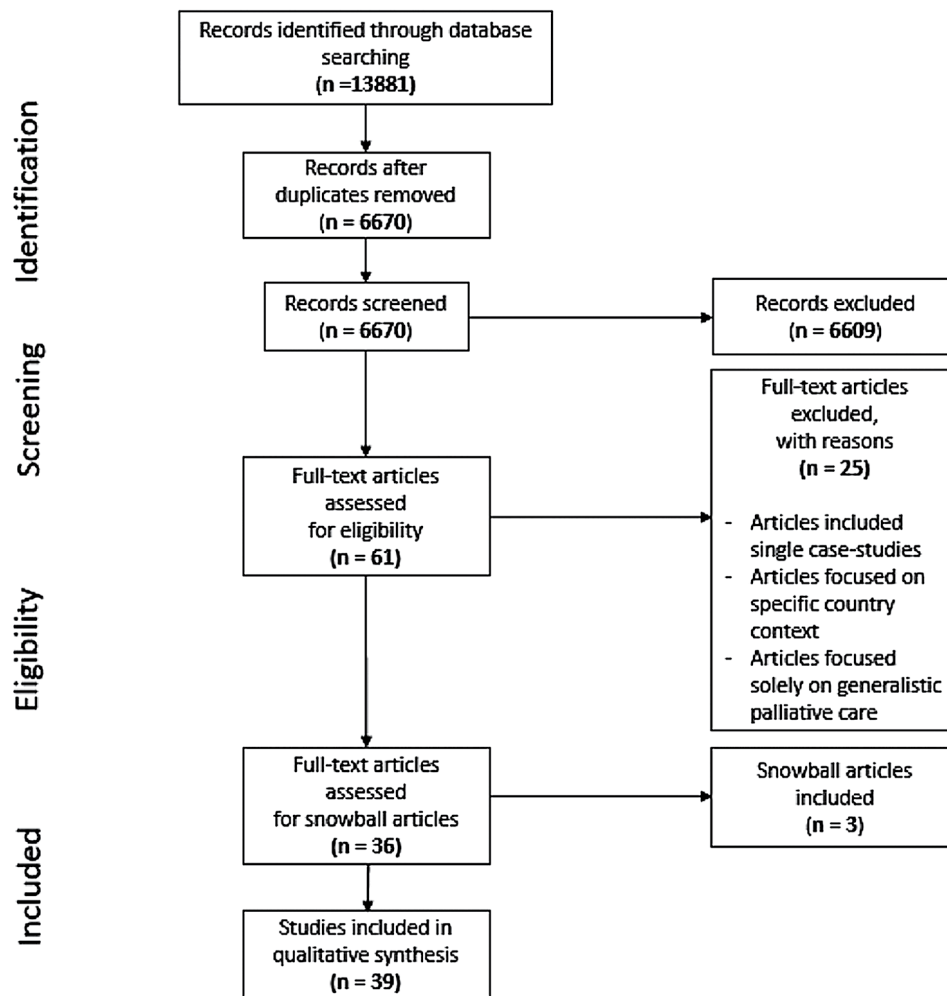 Identification
Screening
Eligibility
Included
Records identified through database
searching
(n =13881)
Records after
duplicates removed
(n = 6670)
Records screened
(n = 6670)
Records excluded
(n = 6609)
Full-text articles
assessed
for eligibility
(n = 61)
Full-text articles
excluded,
with reasons
(n = 25)
- Articles included
single case-studies
- Articles focused on
specific country
context
- Articles focused
solely on generalistic
palliative care
Full-text articles
assessed
for snowball articles
(n = 36)
Snowball articles
included
(n = 3)
Studies included in
qualitative synthesis
(n = 39)